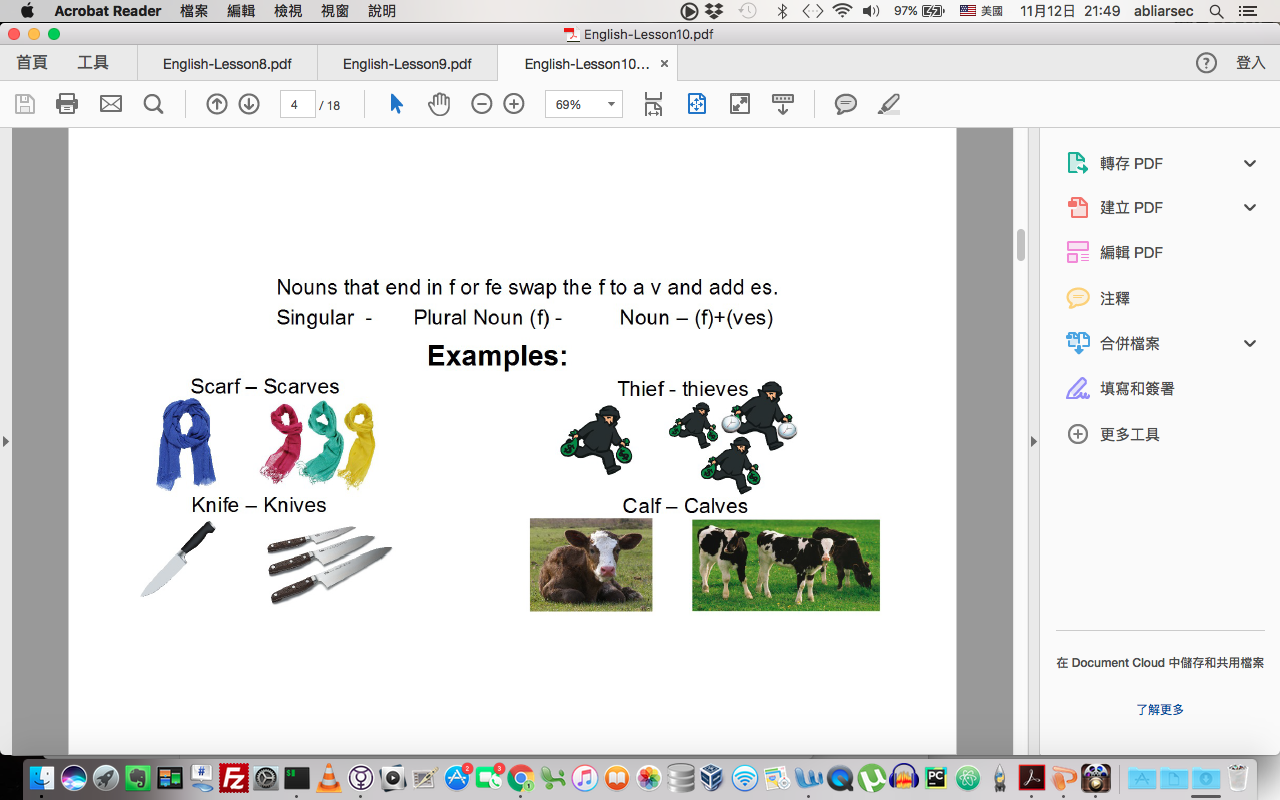 Acrobat Reader 檔案 編輯 檢視 視窗 說明 97% 美國 11月12日 21:49 abliarsec
English-Lesson10.pdf
首頁 工具 English-Lesson8.pdf English-Lesson9.pdf English-Lesson10... × ? 登入
4 / 18 69%
Nouns that end in f or fe swap the f to a v and add es.
Singular - Plural Noun (f) - Noun – (f)+(ves)
Examples:
Scarf – Scarves Thief - thieves
Knife – Knives Calf – Calves
轉存 PDF
建立 PDF
編輯 PDF
注釋
合併檔案
填寫和簽署
更多工具
在 Document Cloud 中儲存和共用檔案
了解更多
2 3 1